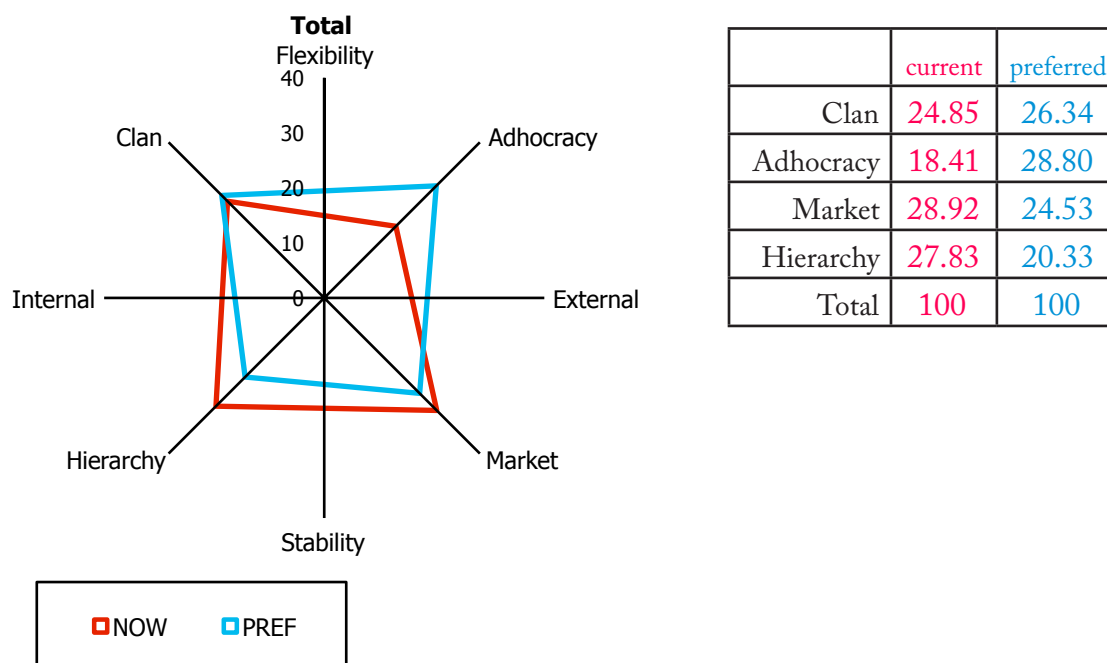 Total
Flexibility
40
30
20
10
0
Clan
Adhocracy
Internal
External
Hierarchy
Market
Stability
NOW PREF
current preferred
Clan 24.85 26.34
Adhocracy 18.41 28.80
Market 28.92 24.53
Hierarchy 27.83 20.33
Total 100 100